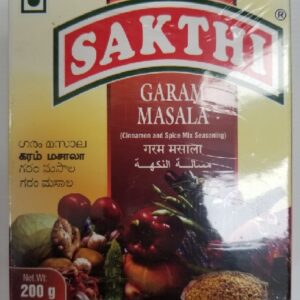 SAKTHI®
GARAM
MASALA
(Cinnamon and Spice Mix Seasoning)
गरम मसाला
ഗരം മസാല
கரம் மசாலா
Net Wt:
200 g